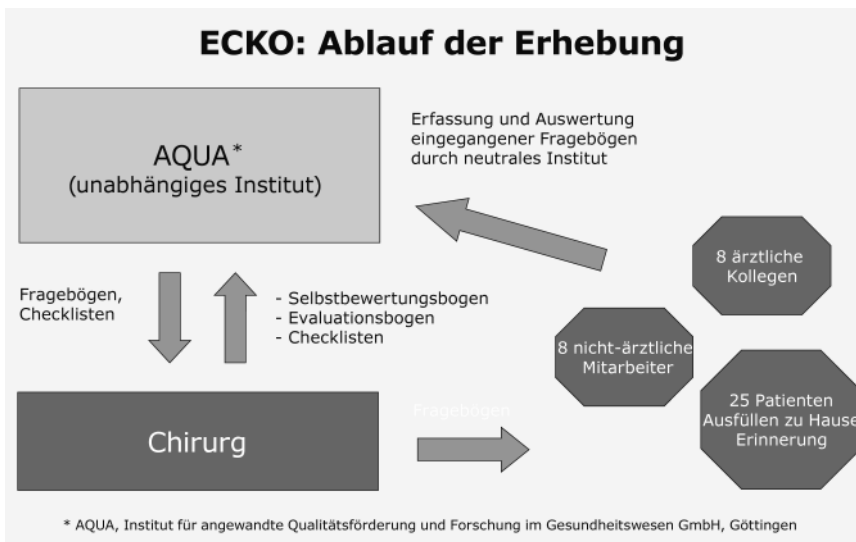 ECKO: Ablauf der Erhebung
AQUA*
(unabhängiges Institut)
Erfassung und Auswertung
eingegangener Fragebögen
durch neutrales Institut
8 ärztliche
Kollegen
Fragebögen,
Checklisten
- Selbstbewertungsbogen
- Evaluationsbogen
- Checklisten
8 nicht-ärztliche
Mitarbeiter
25 Patienten
Ausfüllen zu Hause
Erinnerung
Chirurg
Fragebögen
* AQUA, Institut für angewandte Qualitätsförderung und Forschung im Gesundheitswesen GmbH, Göttingen